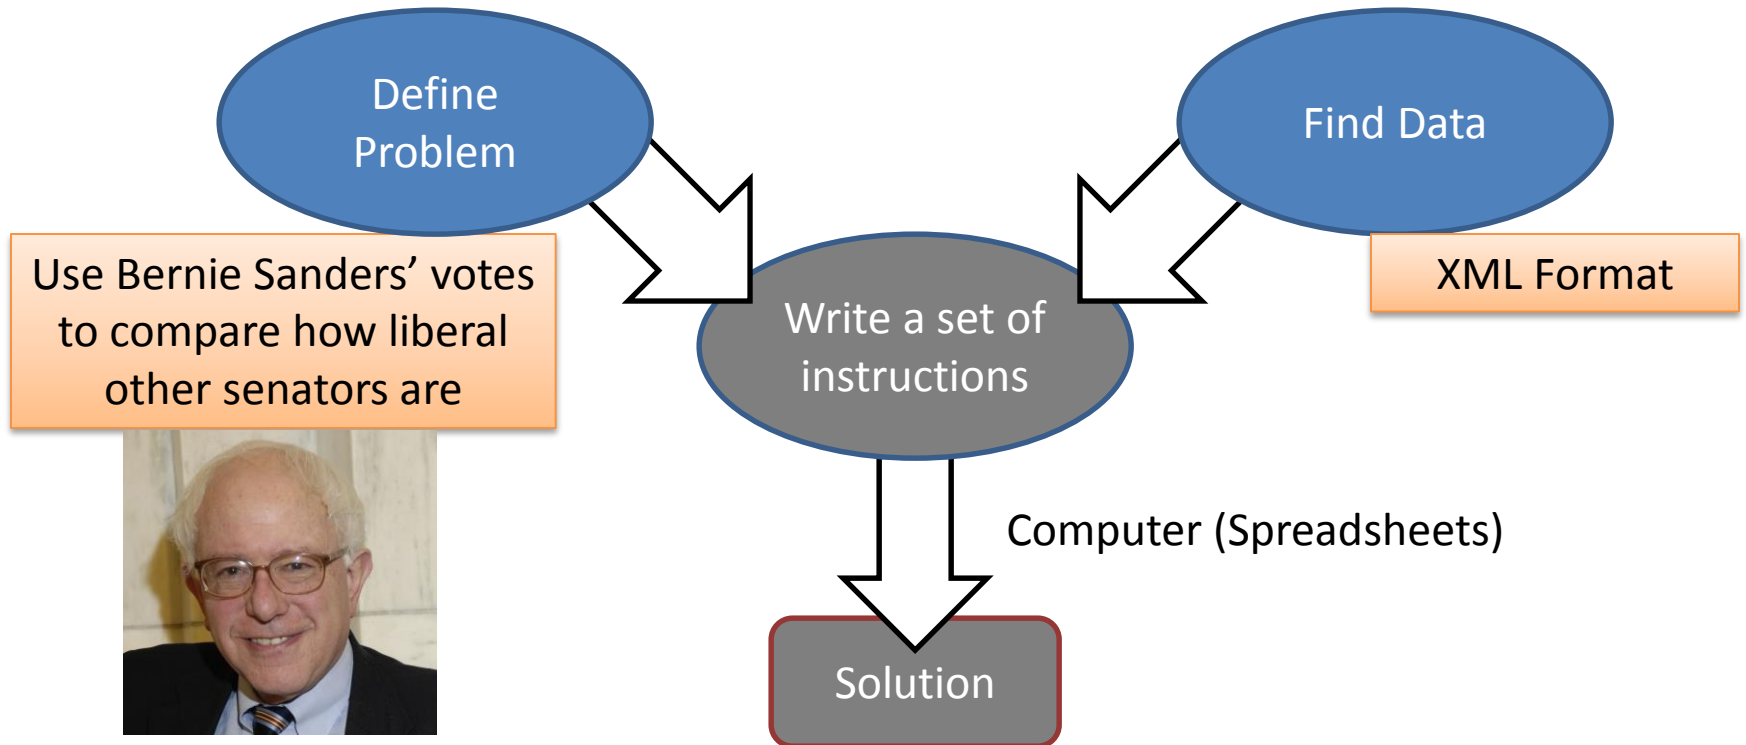 Define
Problem
Find Data
Use Bernie Sanders’ votes
to compare how liberal
other senators are
XML Format
Write a set of
instructions
Computer (Spreadsheets)
Solution